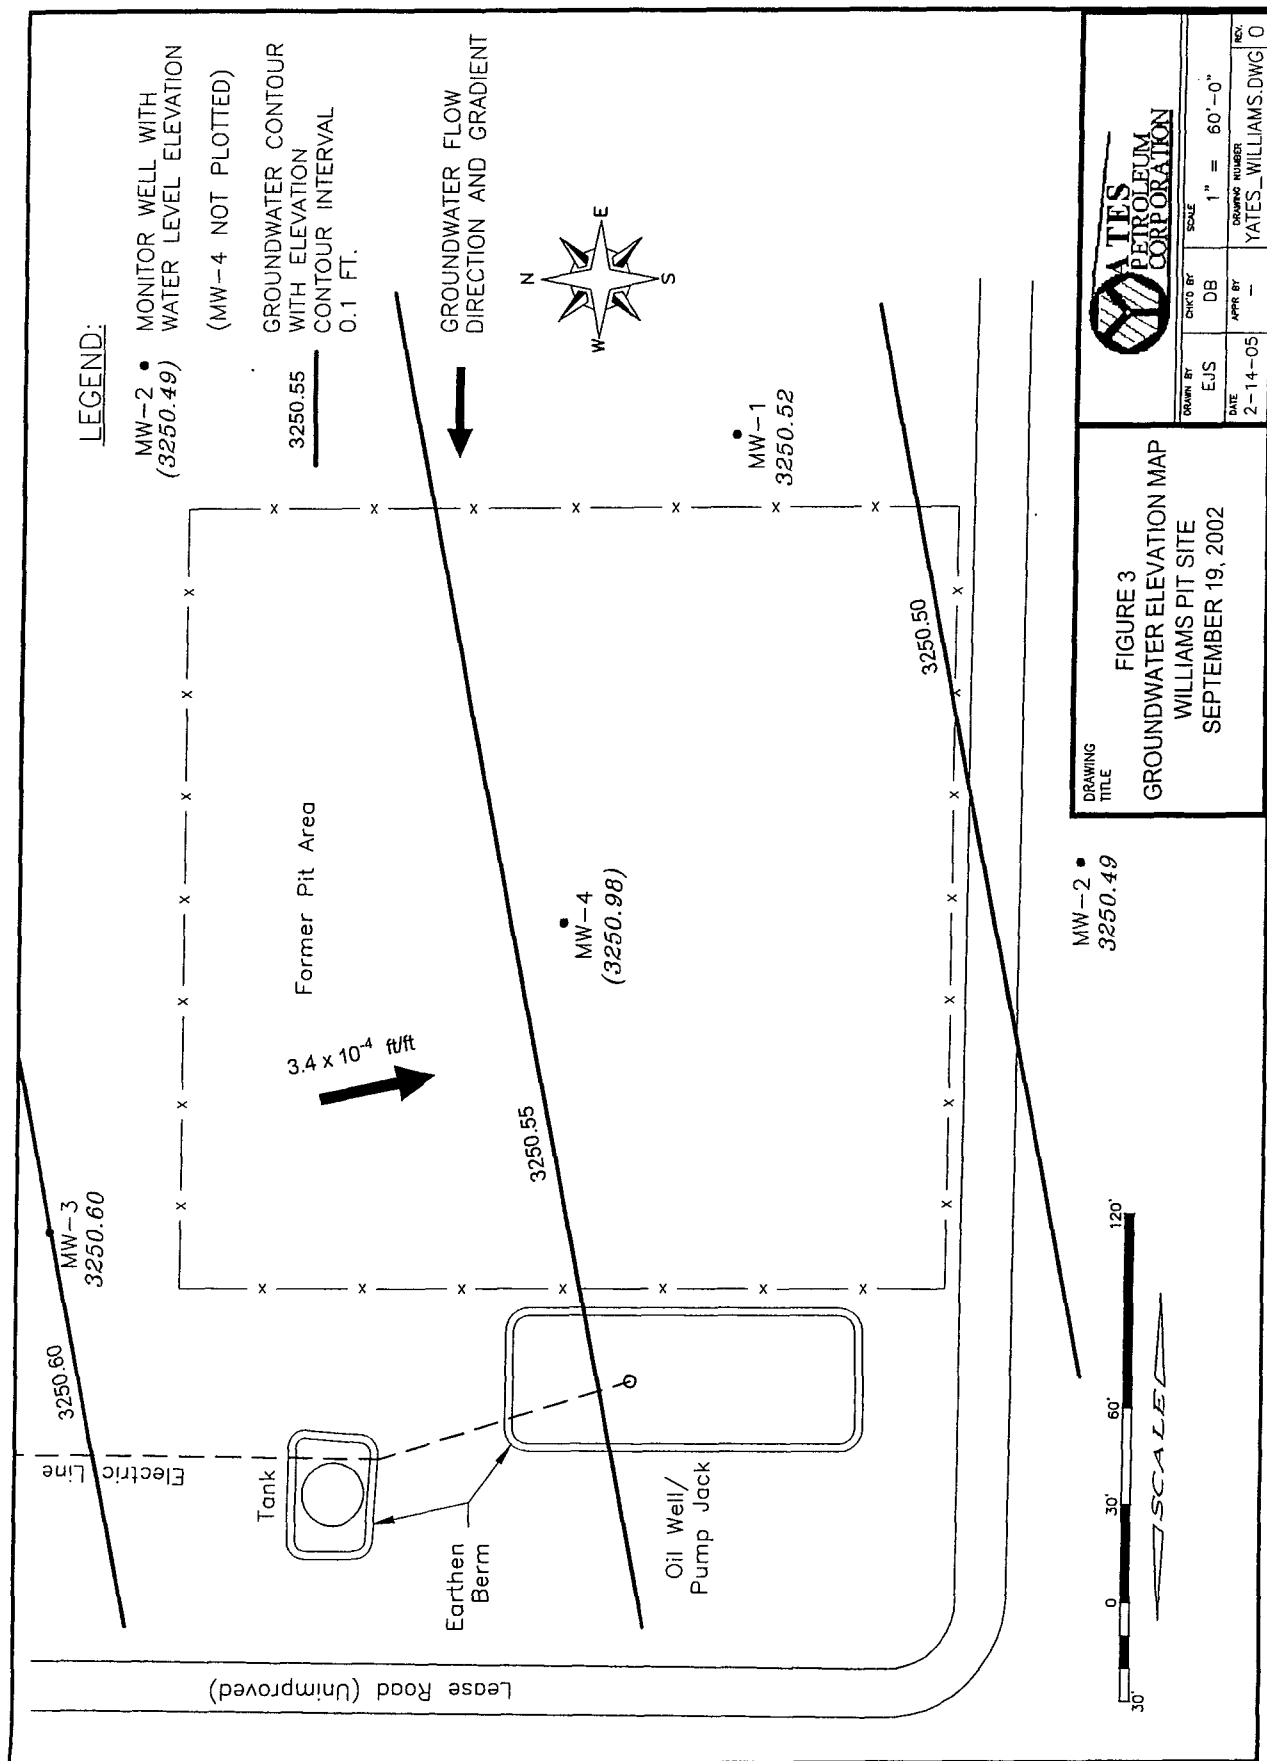 LEGEND:
MW-2
(3250.49)
MONITOR WELL WITH
WATER LEVEL ELEVATION
(MW-4 NOT PLOTTED)
3250.55
GROUNDWATER CONTOUR
WITH ELEVATION
CONTOUR INTERVAL
0.1 FT.
GROUNDWATER FLOW
DIRECTION AND GRADIENT
N
E
S
W
MW-3
3250.60
3250.60
Electric Line
Tank
Earthen
Berm
Oil Well/
Pump Jack
Lease Road (Unimproved)
Former Pit Area
3.4 x 10-4 ft/ft
3250.55
MW-4
(3250.98)
MW-1
3250.52
3250.50
MW-2
3250.49
30' 0 30' 60' 120'
SCALE
DRAWING
TITLE
FIGURE 3
GROUNDWATER ELEVATION MAP
WILLIAMS PIT SITE
SEPTEMBER 19, 2002
YATES
PETROLEUM
CORPORATION
DRAWN BY
EJS
CHK'D BY
DB
SCALE
1" = 60'-0"
DATE
2-14-05
APPR BY
-
DRAWING NUMBER
YATES_WILLIAMS.DWG
REV.
0